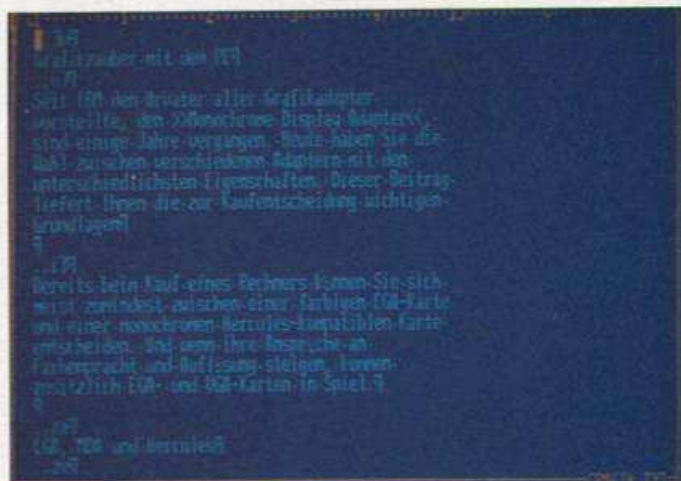 Grafikzauber mit dem PC¶
Seit IBM den Urvater aller Grafikadapter
vorstellte, den >>Monochrome Display Adapter<<,
sind einige Jahre vergangen. Heute haben Sie die
Wahl zwischen verschiedenen Adaptern mit den
unterschiedlichsten Eigenschaften. Dieser Beitrag
liefert Ihnen die zur Kaufentscheidung wichtigen
Grundlagen¶
¶
Bereits beim Kauf eines Rechners können Sie sich
meist zumindest zwischen einer farbigen CGA-Karte
und einer monochromen Hercules-kompatiblen Karte
entscheiden. Und wenn Ihre Ansprüche an
Farbenpracht und Auflösung steigen, kommen
zusätzlich EGA- und VGA-Karten in Spiel.¶
¶
CGA, MDA und Hercules¶